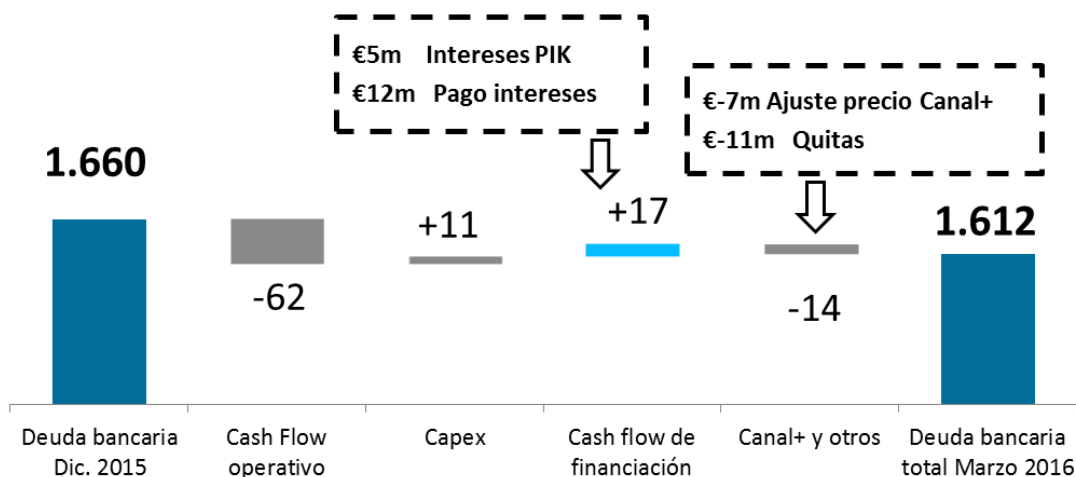 €5m Intereses PIK
€12m Pago intereses
€-7m Ajuste precio Canal+
€-11m Quitas
1.660
-62
+11
+17
-14
1.612
Deuda bancaria
Dic. 2015
Cash Flow
operativo
Capex
Cash flow de
financiación
Canal+ y otros
Deuda bancaria
total Marzo 2016